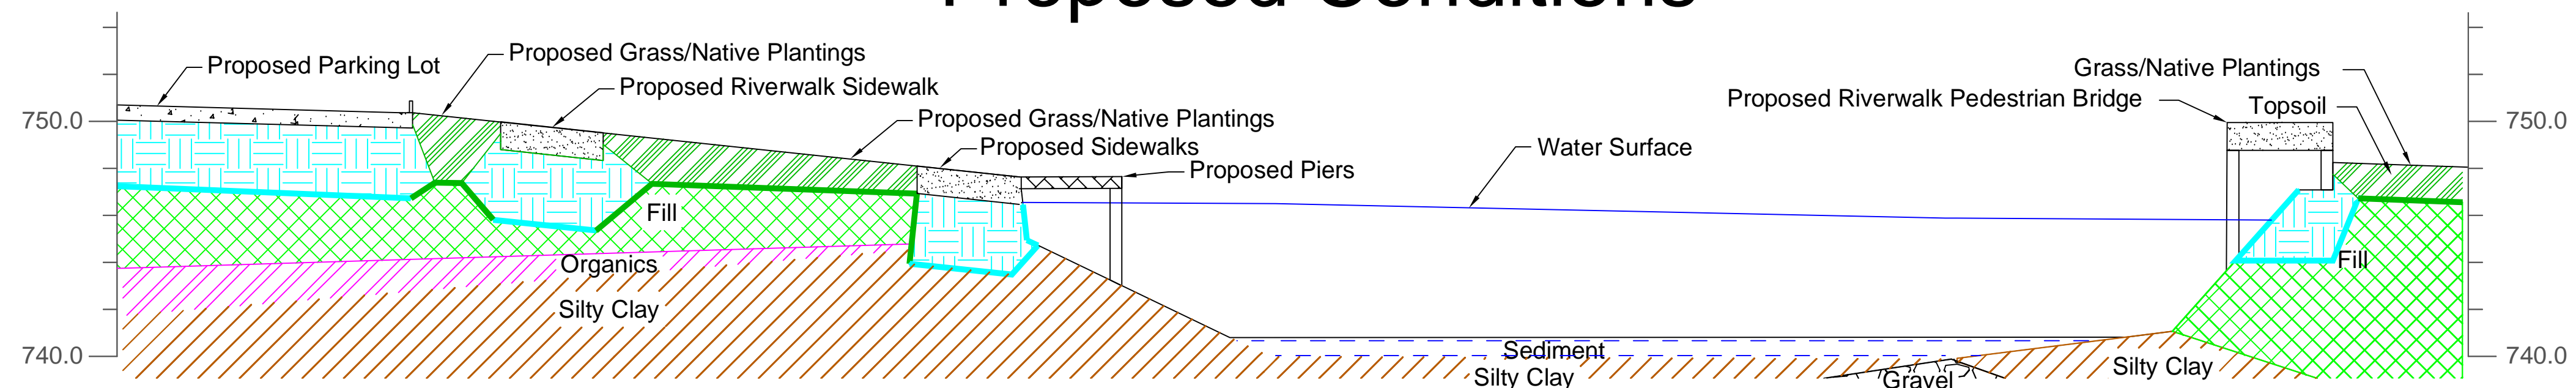 Proposed Conditions
Proposed Grass/Native Plantings
Proposed Parking Lot
Grass/Native Plantings
Proposed Riverwalk Sidewalk
Proposed Riverwalk Pedestrian Bridge
Topsoil
750.0
Proposed Grass/Native Plantings
750.0
Proposed Sidewalks
Water Surface
Proposed Piers
Fill
Organics
Fill
Silty Clay
740.0
Sediment
740.0
Silty Clay
Silty Clay
Gravel